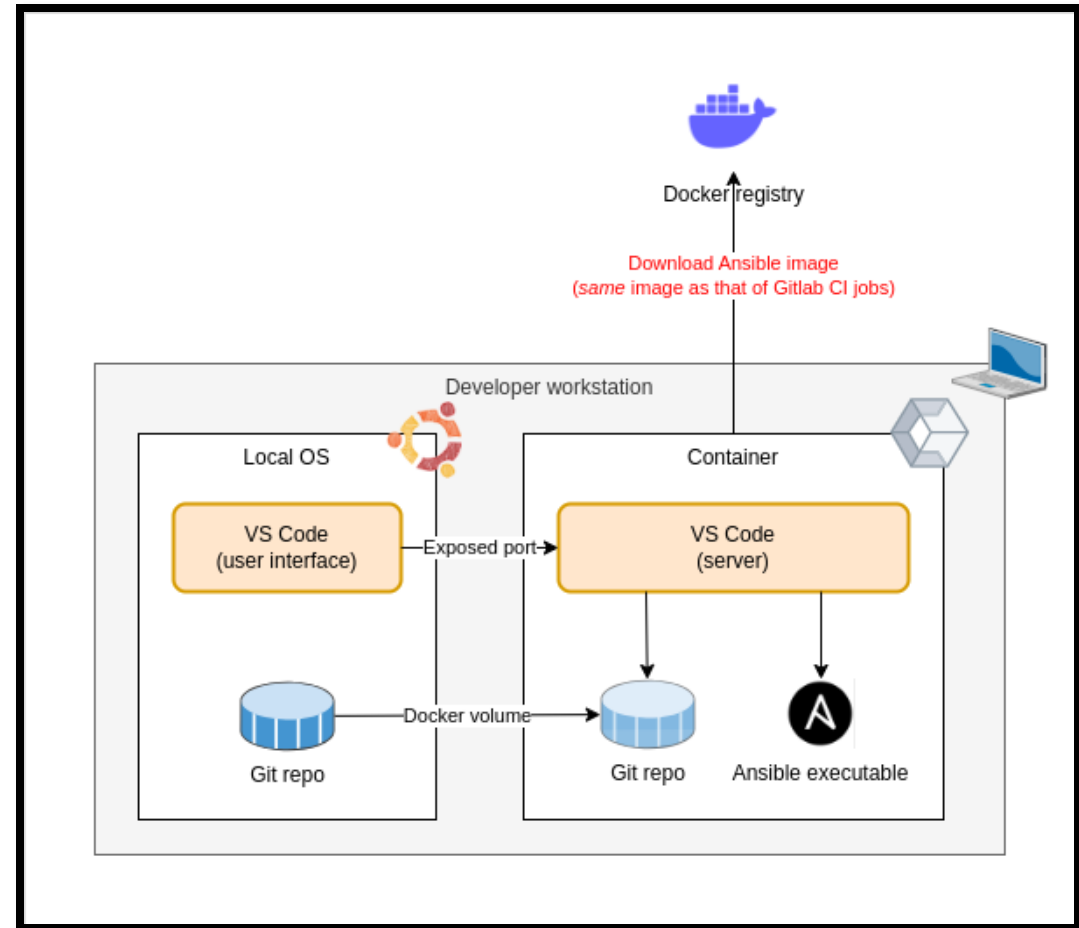 Docker registry
Download Ansible image
(same image as that of Gitlab CI jobs)
Developer workstation
Local OS
Container
VS Code
(user interface)
Exposed port
VS Code
(server)
Docker volume
Git repo
Git repo
Ansible executable